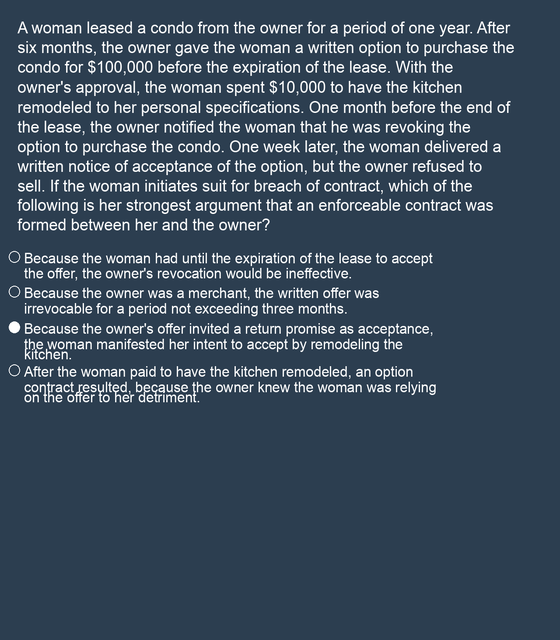 A woman leased a condo from the owner for a period of one year. After
six months, the owner gave the woman a written option to purchase the
condo for $100,000 before the expiration of the lease. With the
owner's approval, the woman spent $10,000 to have the kitchen
remodeled to her personal specifications. One month before the end of
the lease, the owner notified the woman that he was revoking the
option to purchase the condo. One week later, the woman delivered a
written notice of acceptance of the option, but the owner refused to
sell. If the woman initiates suit for breach of contract, which of the
following is her strongest argument that an enforceable contract was
formed between her and the owner?
Because the woman had until the expiration of the lease to accept
the offer, the owner's revocation would be ineffective.
Because the owner was a merchant, the written offer was
irrevocable for a period not exceeding three months.
Because the owner's offer invited a return promise as acceptance,
the woman manifested her intent to accept by remodeling the
kitchen.
After the woman paid to have the kitchen remodeled, an option
contract resulted, because the owner knew the woman was relying
on the offer to her detriment.